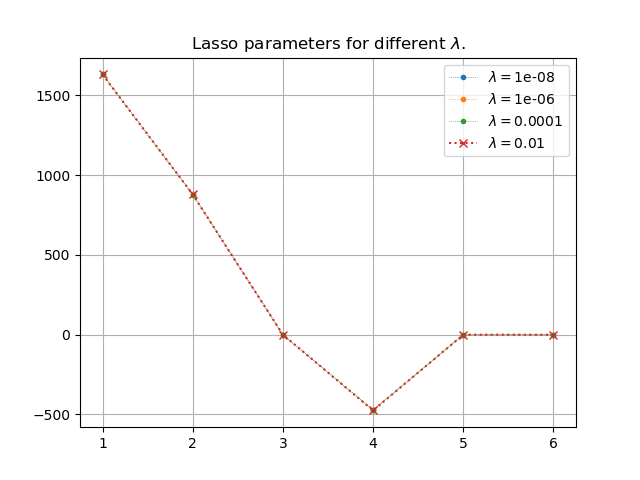 Lasso parameters for different λ.
λ = 1e-08
λ = 1e-06
λ = 0.0001
λ = 0.01
1500
1000
500
0
−500
1 2 3 4 5 6